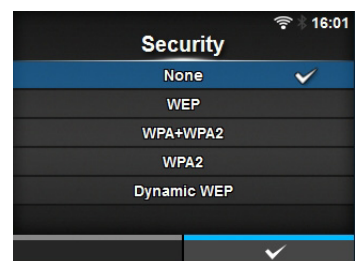 16:01
Security
None
WEP
WPA+WPA2
WPA2
Dynamic WEP